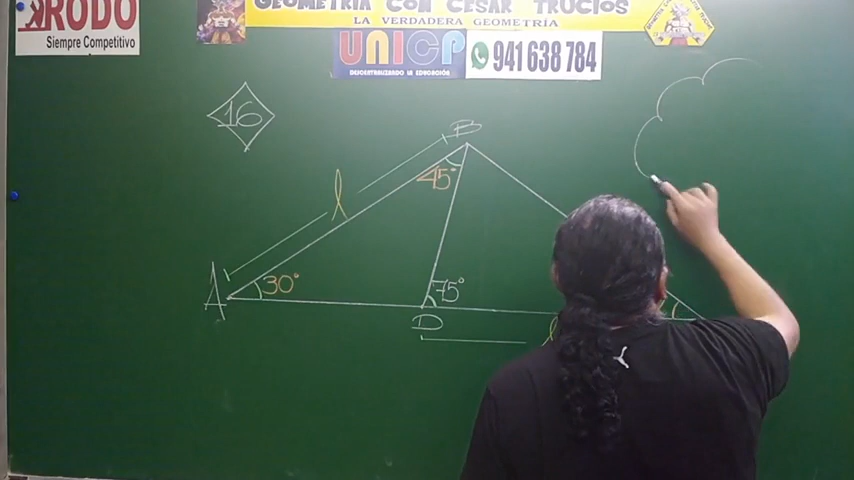 RODO
Siempre Competitivo
GEOMETRIA CON CESAR TRUCIOS
LA VERDADERA GEOMETRIA
UNICP
DESCENTRALIZANDO LA EDUCACIÓN
941 638 784
16
B
45°
l
A
30°
75°
D
l